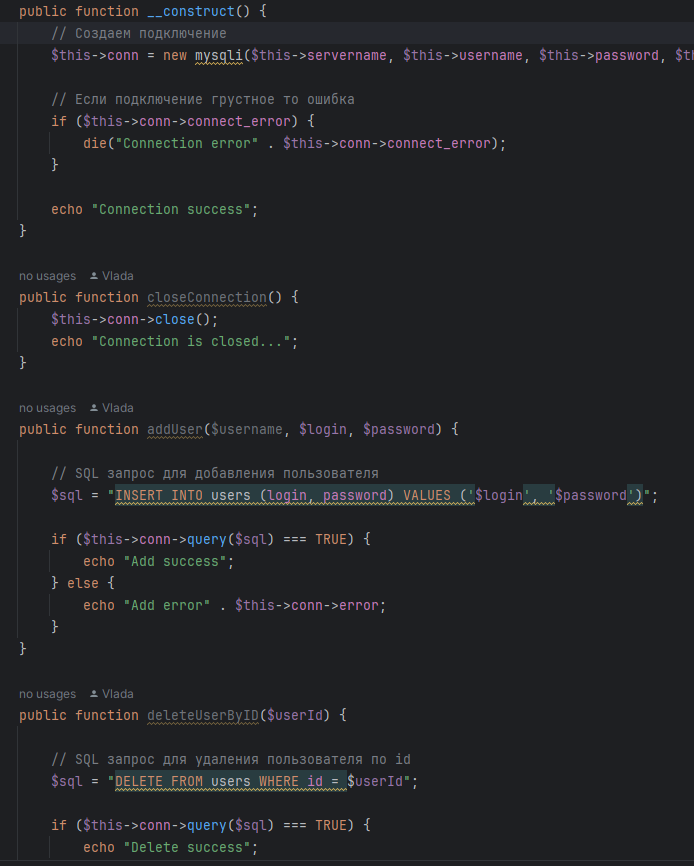 public function __construct() {
// Создаем подключение
$this->conn = new mysqli($this->servername, $this->username, $this->password, $th
// Если подключение грустное то ошибка
if ($this->conn->connect_error) {
die("Connection error" . $this->conn->connect_error);
}
echo "Connection success";
}
no usages Vlada
public function closeConnection() {
$this->conn->close();
echo "Connection is closed...";
}
no usages Vlada
public function addUser($username, $login, $password) {
// SQL запрос для добавления пользователя
$sql = "INSERT INTO users (login, password) VALUES ('$login', '$password')";
if ($this->conn->query($sql) === TRUE) {
echo "Add success";
} else {
echo "Add error" . $this->conn->error;
}
}
no usages Vlada
public function deleteUserByID($userId) {
// SQL запрос для удаления пользователя по id
$sql = "DELETE FROM users WHERE id = $userId";
if ($this->conn->query($sql) === TRUE) {
echo "Delete success";